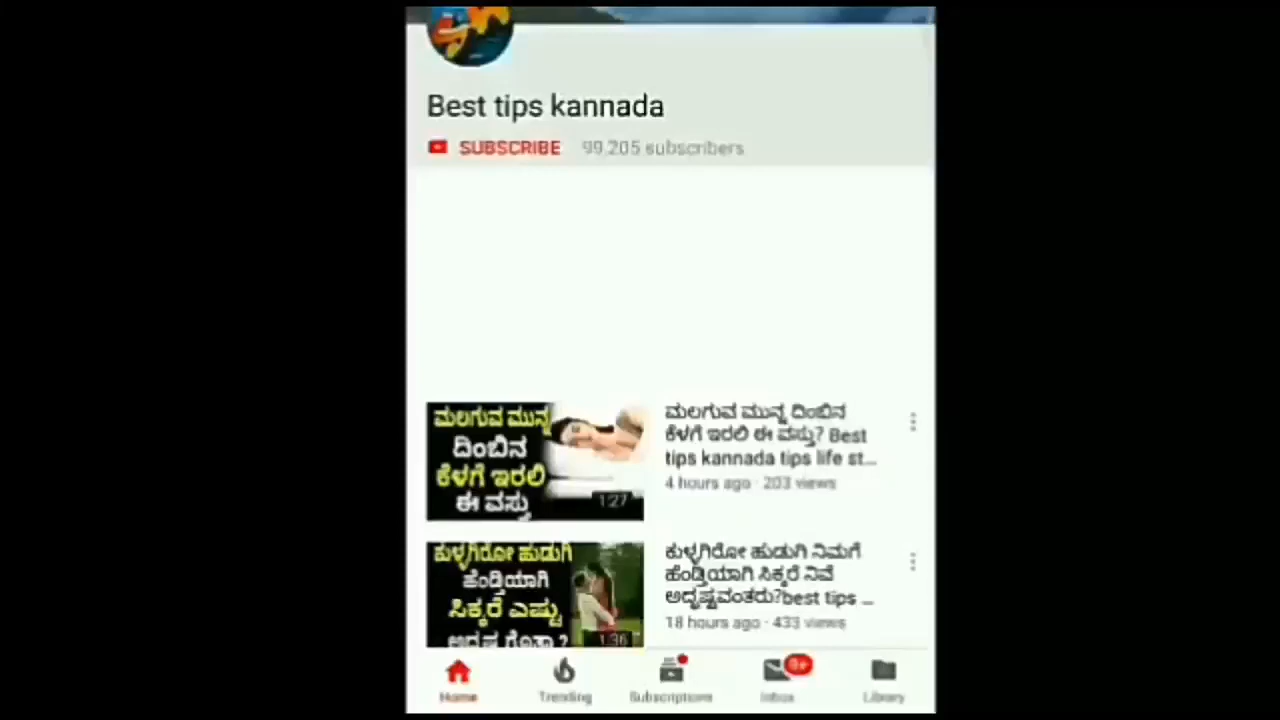 Best tips kannada
SUBSCRIBE 99,205 subscribers
ಮಲಗುವ ಮುನ್ನ
ದಿಂಬಿನ
ಕೆಳಗೆ ಇರಲಿ
ಈ ವಸ್ತು
1:27
ಮಲಗುವ ಮುನ್ನ ದಿಂಬಿನ
ಕೆಳಗೆ ಇರಲಿ ಈ ವಸ್ತು? Best
tips kannada tips life st...
4 hours ago · 203 views
ಕುಳ್ಳಗಿರೋ ಹುಡುಗಿ
ಹೆಂಡ್ತಿಯಾಗಿ
ಸಿಕ್ಕರೆ ಎಷ್ಟು
ಅದೃಷ್ಟ ಗೊತ್ತಾ ?
1:36
ಕುಳ್ಳಗಿರೋ ಹುಡುಗಿ ನಿಮಗೆ
ಹೆಂಡ್ತಿಯಾಗಿ ಸಿಕ್ಕರೆ ನಿವೆ
ಅದೃಷ್ಟವಂತರು?best tips ...
18 hours ago · 433 views
9+
Home Trending Subscriptions Inbox Library